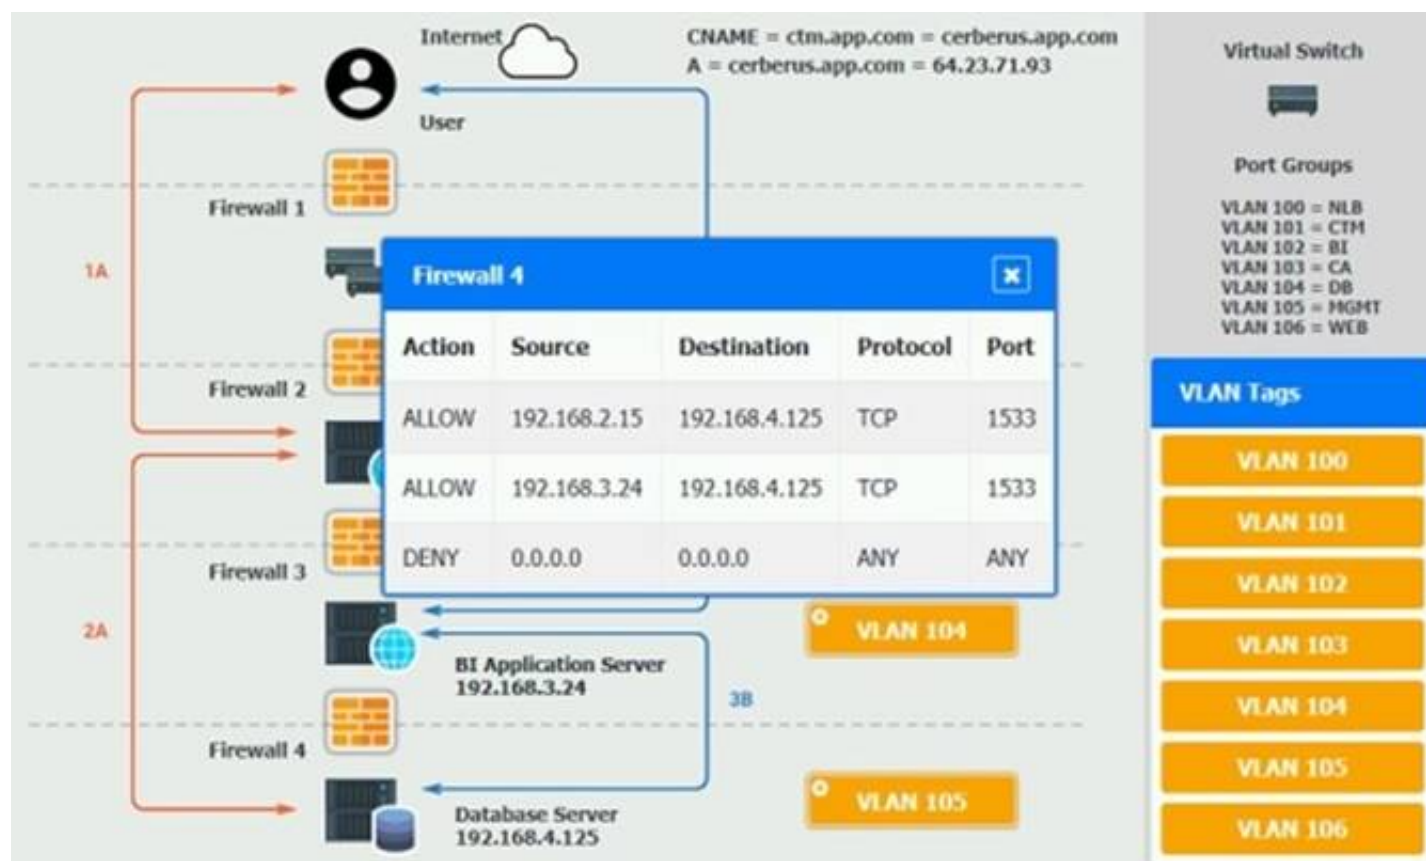 Internet
CNAME = ctm.app.com = cerberus.app.com
A = cerberus.app.com = 64.23.71.93
User
Firewall 1
1A
Firewall 2
Firewall 3
2A
BI Application Server
192.168.3.24
3B
Firewall 4
Database Server
192.168.4.125
VLAN 104
VLAN 105
Firewall 4
Action Source Destination Protocol Port
ALLOW 192.168.2.15 192.168.4.125 TCP 1533
ALLOW 192.168.3.24 192.168.4.125 TCP 1533
DENY 0.0.0.0 0.0.0.0 ANY ANY
Virtual Switch
Port Groups
VLAN 100 = NLB
VLAN 101 = CTM
VLAN 102 = BI
VLAN 103 = CA
VLAN 104 = DB
VLAN 105 = MGMT
VLAN 106 = WEB
VLAN Tags
VLAN 100
VLAN 101
VLAN 102
VLAN 103
VLAN 104
VLAN 105
VLAN 106